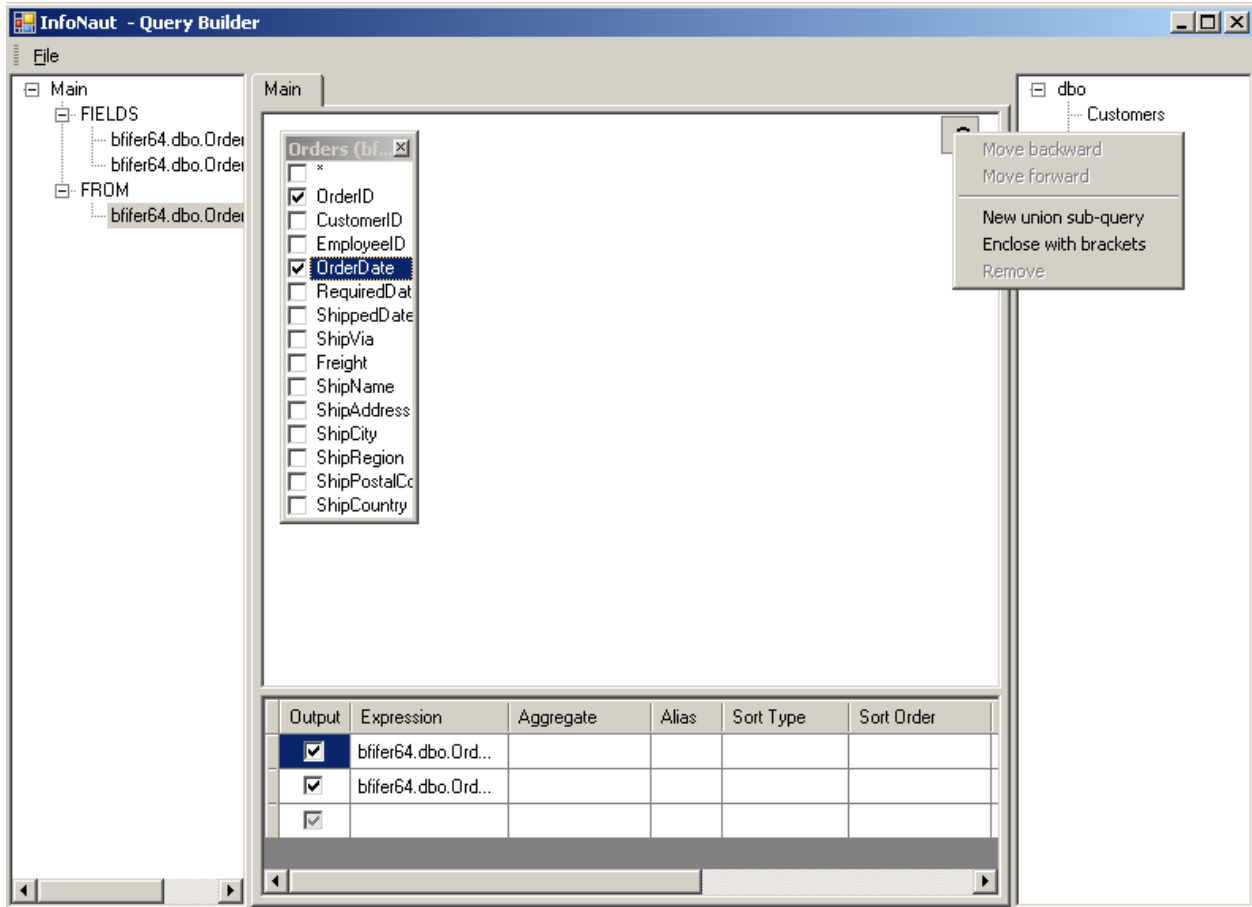 InfoNaut - Query Builder
File
Main
FIELDS
bfifer64.dbo.Order
bfifer64.dbo.Order
FROM
bfifer64.dbo.Order
Main
Orders (bf...
*
OrderID
CustomerID
EmployeeID
OrderDate
RequiredDat
ShippedDate
ShipVia
Freight
ShipName
ShipAddress
ShipCity
ShipRegion
ShipPostalCo
ShipCountry
dbo
Customers
Move backward
Move forward
New union sub-query
Enclose with brackets
Remove
Output Expression Aggregate Alias Sort Type Sort Order
bfifer64.dbo.Ord...
bfifer64.dbo.Ord...